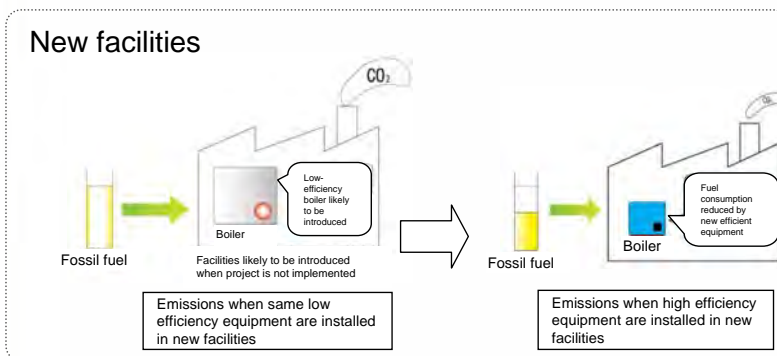 New facilities
CO₂
Low-
efficiency
boiler likely
to be
introduced
Boiler
Fossil fuel
Facilities likely to be introduced
when project is not implemented
Emissions when same low
efficiency equipment are installed
in new facilities
Fuel
consumption
reduced by
new efficient
equipment
Boiler
Fossil fuel
Emissions when high efficiency
equipment are installed in new
facilities